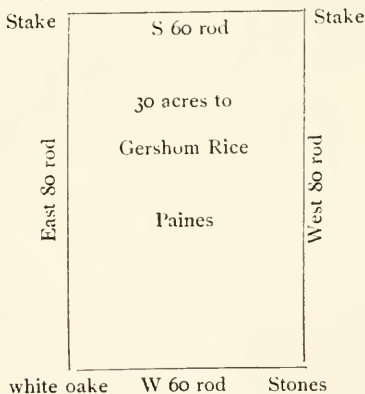 Stake S 60 rod Stake
30 acres to
Gershom Rice
East 80 rod
West 80 rod
Paines
white oake W 60 rod Stones